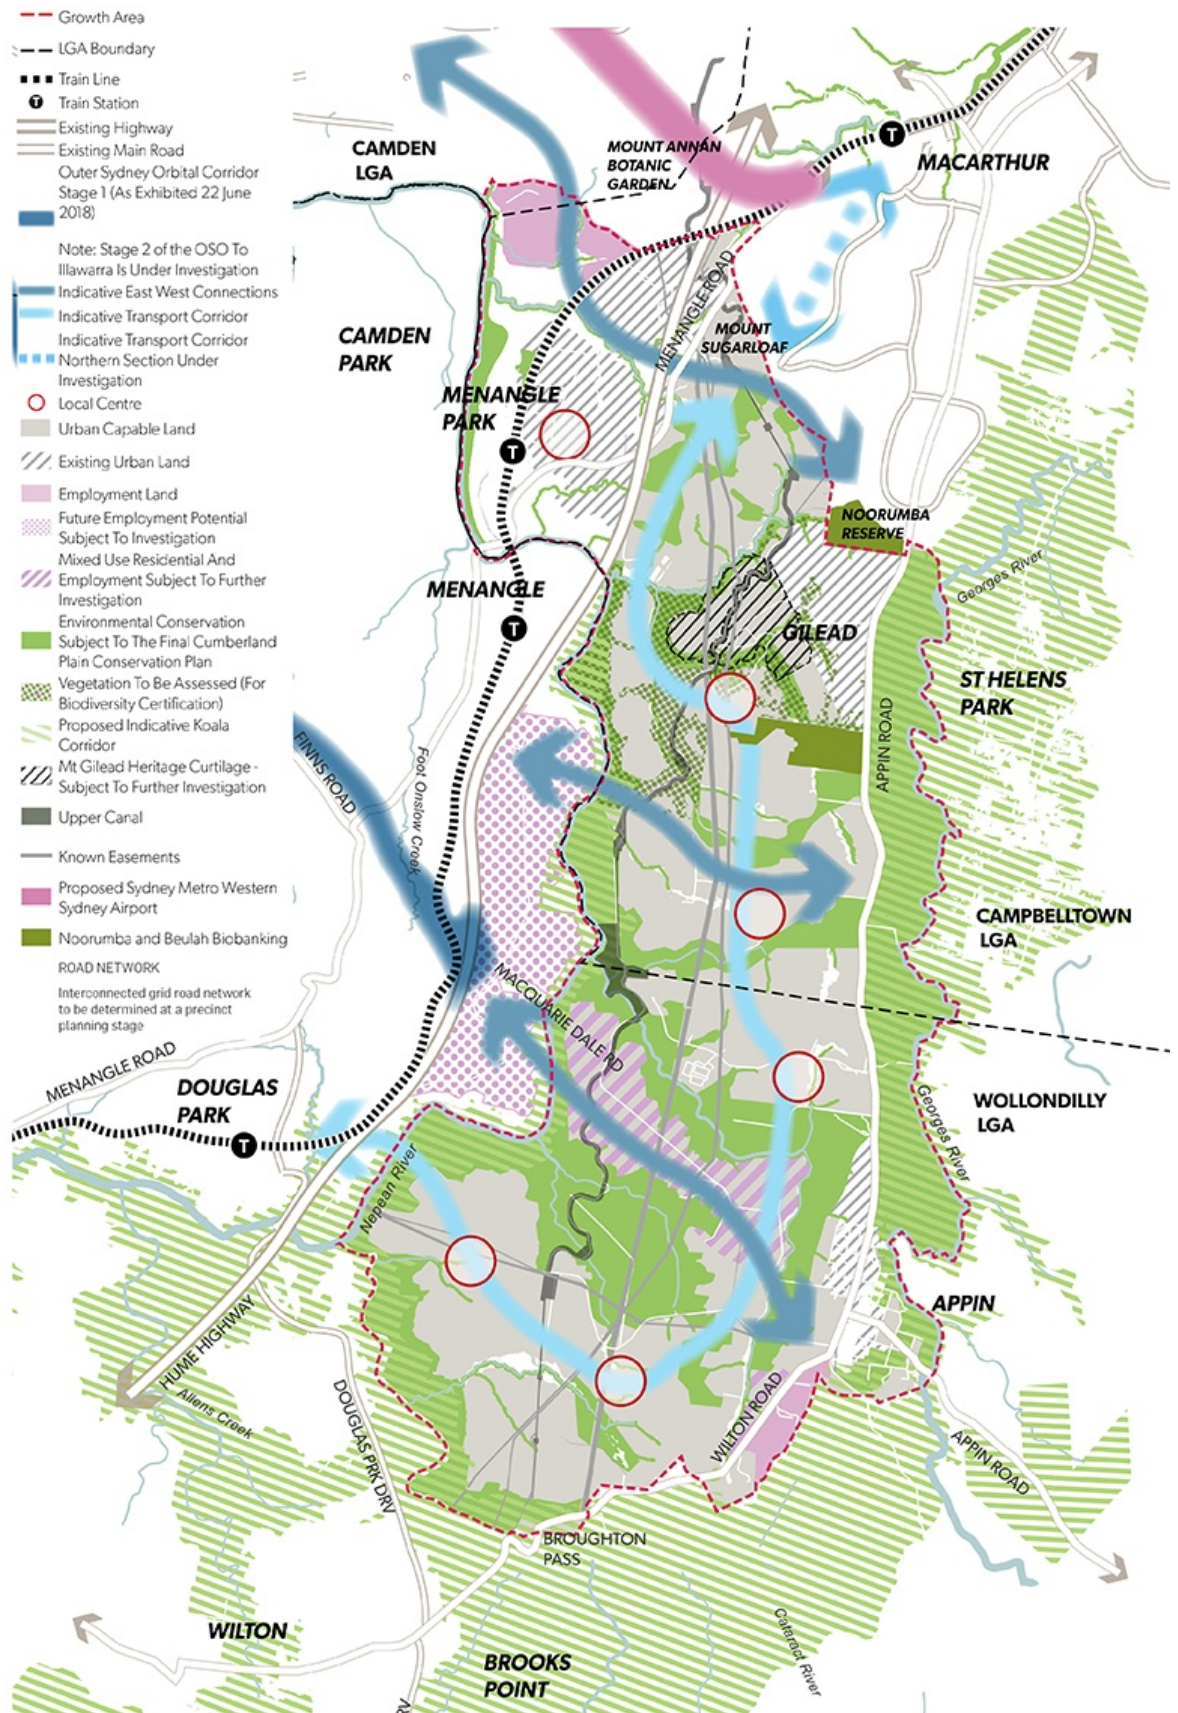 Growth Area
LGA Boundary
Train Line
T
Train Station
Existing Highway
Existing Main Road
Outer Sydney Orbital Corridor
Stage 1 (As Exhibited 22 June
2018)
Note: Stage 2 of the OSO To
Illawarra Is Under Investigation
Indicative East West Connections
Indicative Transport Corridor
Indicative Transport Corridor
Northern Section Under
Investigation
Local Centre
Urban Capable Land
Existing Urban Land
Employment Land
Future Employment Potential
Subject To Investigation
Mixed Use Residential And
Employment Subject To Further
Investigation
Environmental Conservation
Subject To The Final Cumberland
Plain Conservation Plan
Vegetation To Be Assessed (For
Biodiversity Certification)
Proposed Indicative Koala
Corridor
Mt Gilead Heritage Curtilage -
Subject To Further Investigation
Upper Canal
Known Easements
Proposed Sydney Metro Western
Sydney Airport
Noorumba and Beulah Biobanking
ROAD NETWORK
Interconnected grid road network
to be determined at a precinct
planning stage
CAMDEN
LGA
MOUNT ANNAN
BOTANIC
GARDEN
T
MACARTHUR
CAMDEN
PARK
MENANGLE ROAD
MOUNT
SUGARLOAF
MENANGLE
PARK
T
NOORUMBA
RESERVE
Georges River
MENANGLE
T
GILEAD
ST HELENS
PARK
APPIN ROAD
FINNS ROAD
Foot Onslow Creek
CAMPBELLTOWN
LGA
MACQUARIE DALE RD
MENANGLE ROAD
DOUGLAS
PARK
T
WOLLONDILLY
LGA
Georges River
Nepean River
APPIN
HUME HIGHWAY
Allens Creek
DOUGLAS PRK DRV
WILTON ROAD
APPIN ROAD
BROUGHTON
PASS
WILTON
BROOKS
POINT
Cataract River